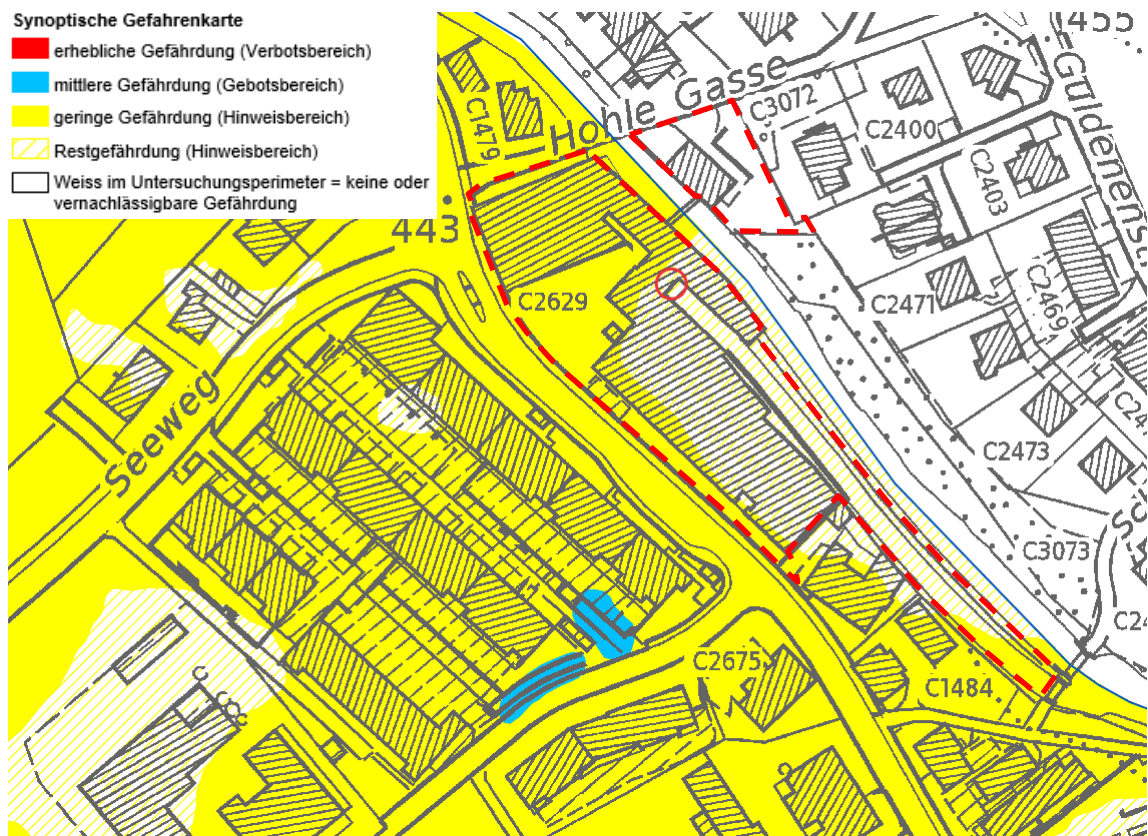 Synoptische Gefahrenkarte
erhebliche Gefährdung (Verbotsbereich)
mittlere Gefährdung (Gebotsbereich)
geringe Gefährdung (Hinweisbereich)
Restgefährdung (Hinweisbereich)
Weiss im Untersuchungsperimeter = keine oder
vernachlässigbare Gefährdung
455
Hohle Gasse
C3072
C2400
C1479
C2403
443
C2629
C2471
C2469
Seeweg
C2473
C3073
C2675
C1484